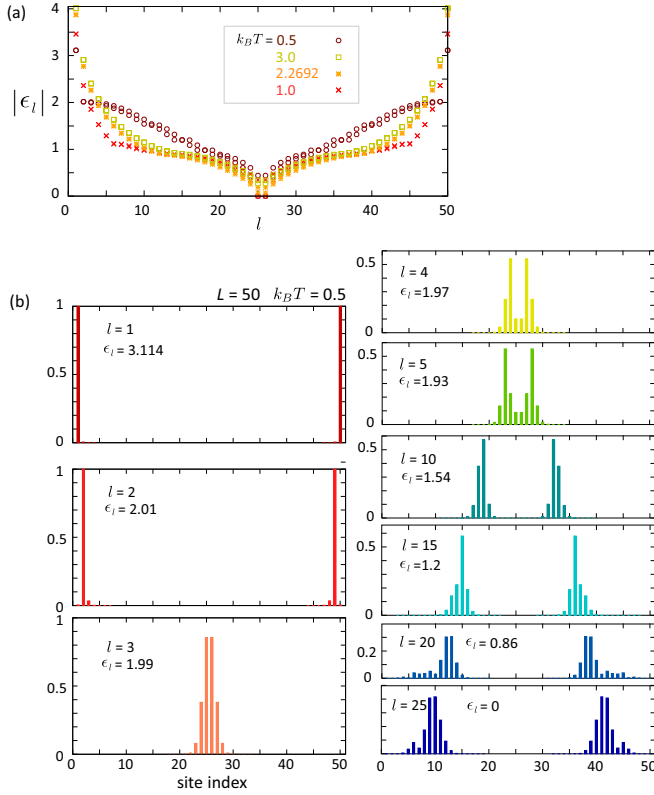 (a)
4
3
2
1
0
|ϵ_l|
k_BT = 0.5
3.0
2.2692
1.0
0 10 20 30 40 50
l
(b)
L = 50 k_BT = 0.5
1
0.5
0
l = 1
ϵ_l = 3.114
1
0.5
0
l = 2
ϵ_l = 2.01
1
0.5
0
l = 3
ϵ_l = 1.99
0 10 20 30 40 50
site index
0.5
0
l = 4
ϵ_l = 1.97
0.5
0
l = 5
ϵ_l = 1.93
0.5
0
l = 10
ϵ_l = 1.54
0.5
0
l = 15
ϵ_l = 1.2
0.2
0
l = 20 ϵ_l = 0.86
0.5
0
l = 25 ϵ_l = 0
0 10 20 30 40 50
site index